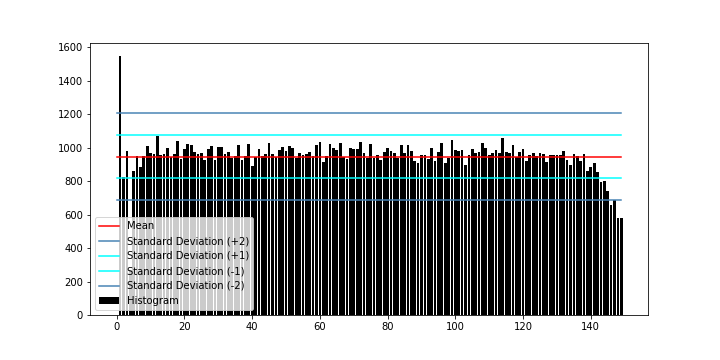 1600
1400
1200
1000
800
600
400
200
0
Mean
Standard Deviation (+2)
Standard Deviation (+1)
Standard Deviation (-1)
Standard Deviation (-2)
Histogram
0 20 40 60 80 100 120 140